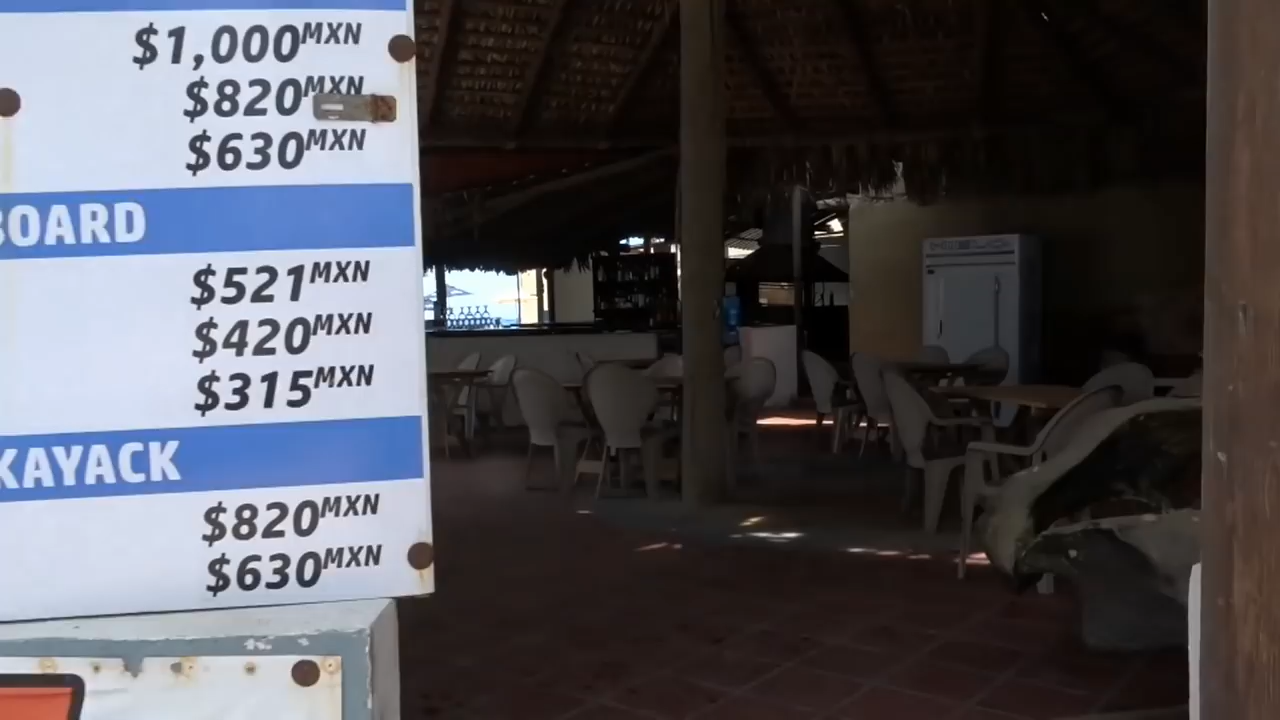 $1,000MXN
$820MXN
$630MXN
BOARD
$521MXN
$420MXN
$315MXN
KAYACK
$820MXN
$630MXN